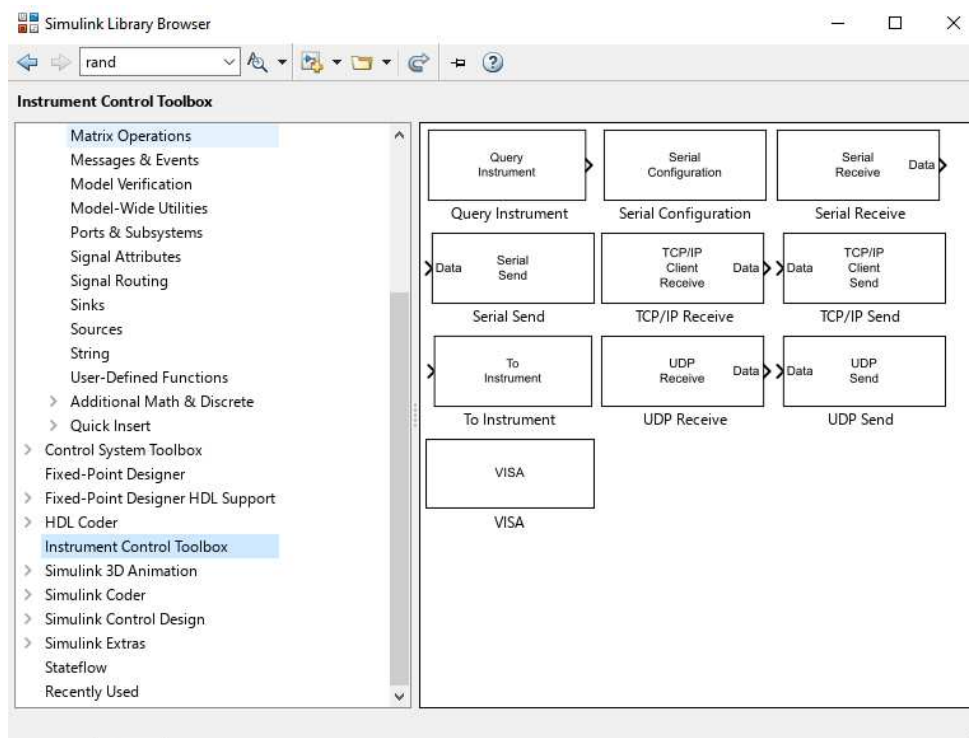 Simulink Library Browser
rand
Instrument Control Toolbox
Matrix Operations
Messages & Events
Model Verification
Model-Wide Utilities
Ports & Subsystems
Signal Attributes
Signal Routing
Sinks
Sources
String
User-Defined Functions
Additional Math & Discrete
Quick Insert
Control System Toolbox
Fixed-Point Designer
Fixed-Point Designer HDL Support
HDL Coder
Instrument Control Toolbox
Simulink 3D Animation
Simulink Coder
Simulink Control Design
Simulink Extras
Stateflow
Recently Used
Query
Instrument
Query Instrument
Serial
Configuration
Serial Configuration
Serial
Receive
Data
Serial Receive
Data
Serial
Send
Serial Send
TCP/IP
Client
Receive
Data
TCP/IP Receive
Data
TCP/IP
Client
Send
TCP/IP Send
To
Instrument
To Instrument
UDP
Receive
Data
UDP Receive
Data
UDP
Send
UDP Send
VISA
VISA